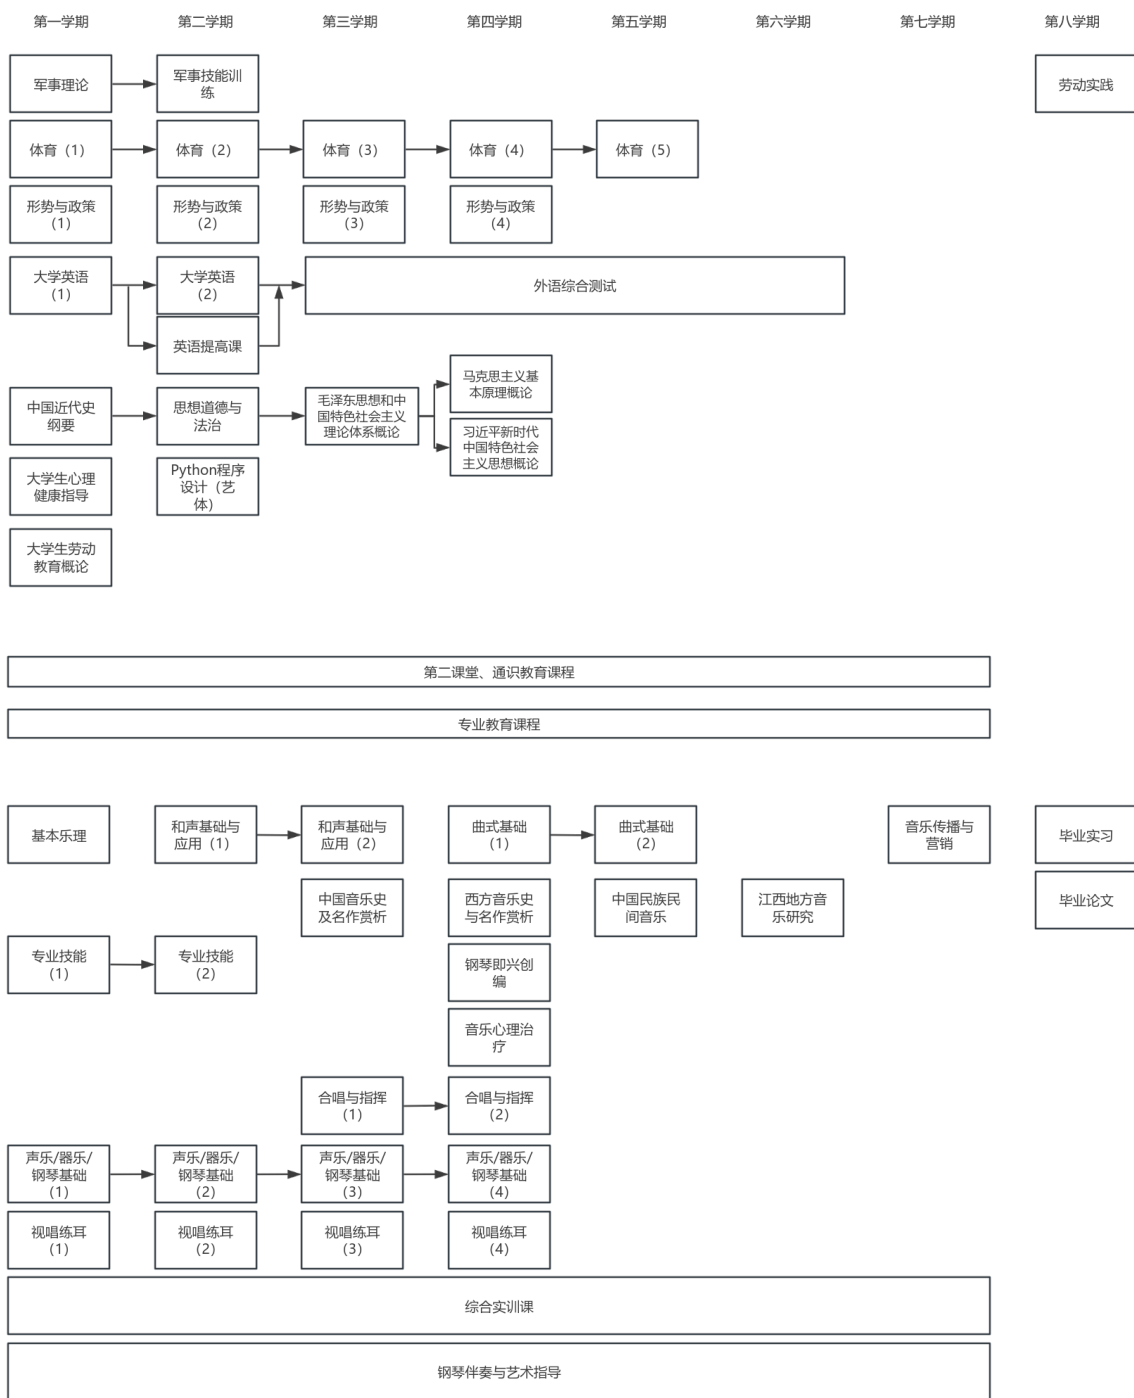 第一学期
第二学期
第三学期
第四学期
第五学期
第六学期
第七学期
第八学期
军事理论
军事技能训
练
劳动实践
体育（1）
体育（2）
体育（3）
体育（4）
体育（5）
形势与政策
（1）
形势与政策
（2）
形势与政策
（3）
形势与政策
（4）
大学英语
（1）
大学英语
（2）
外语综合测试
英语提高课
中国近代史
纲要
思想道德与
法治
毛泽东思想和中
国特色社会主义
理论体系概论
马克思主义基
本原理概论
习近平新时代
中国特色社会
主义思想概论
大学生心理
健康指导
Python程序
设计（艺
体）
大学生劳动
教育概论
第二课堂、通识教育课程
专业教育课程
基本乐理
和声基础与
应用（1）
和声基础与
应用（2）
曲式基础
（1）
曲式基础
（2）
音乐传播与
营销
毕业实习
中国音乐史
及名作赏析
西方音乐史
与名作赏析
中国民族民
间音乐
江西地方音
乐研究
毕业论文
专业技能
（1）
专业技能
（2）
钢琴即兴创
编
音乐心理治
疗
合唱与指挥
（1）
合唱与指挥
（2）
声乐/器乐/
钢琴基础
（1）
声乐/器乐/
钢琴基础
（2）
声乐/器乐/
钢琴基础
（3）
声乐/器乐/
钢琴基础
（4）
视唱练耳
（1）
视唱练耳
（2）
视唱练耳
（3）
视唱练耳
（4）
综合实训课
钢琴伴奏与艺术指导